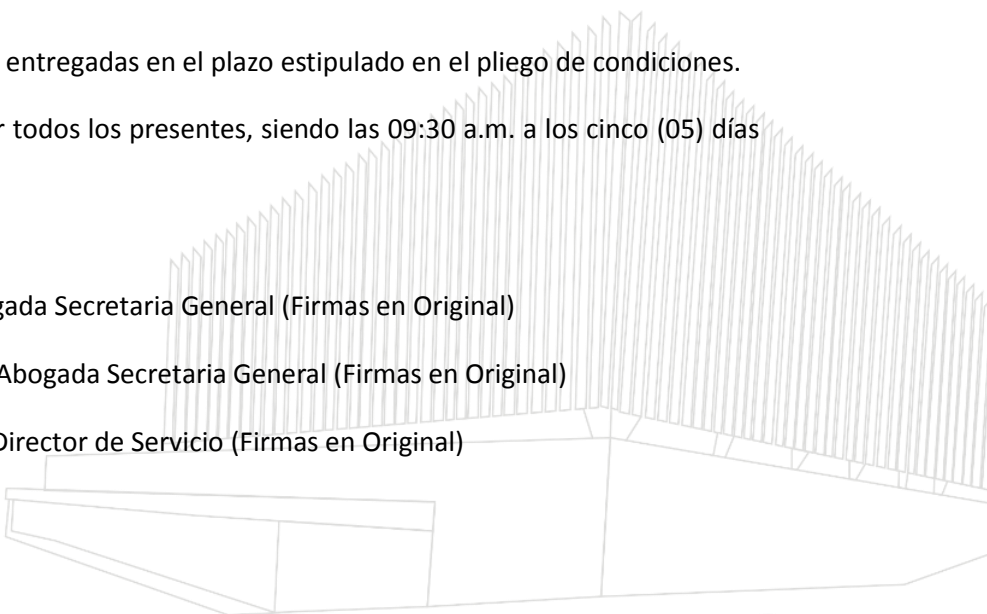 entregadas en el plazo estipulado en el pliego de condiciones.
todos los presentes, siendo las 09:30 a.m. a los cinco (05) días
Secretaria General (Firmas en Original)
Abogada Secretaria General (Firmas en Original)
Director de Servicio (Firmas en Original)